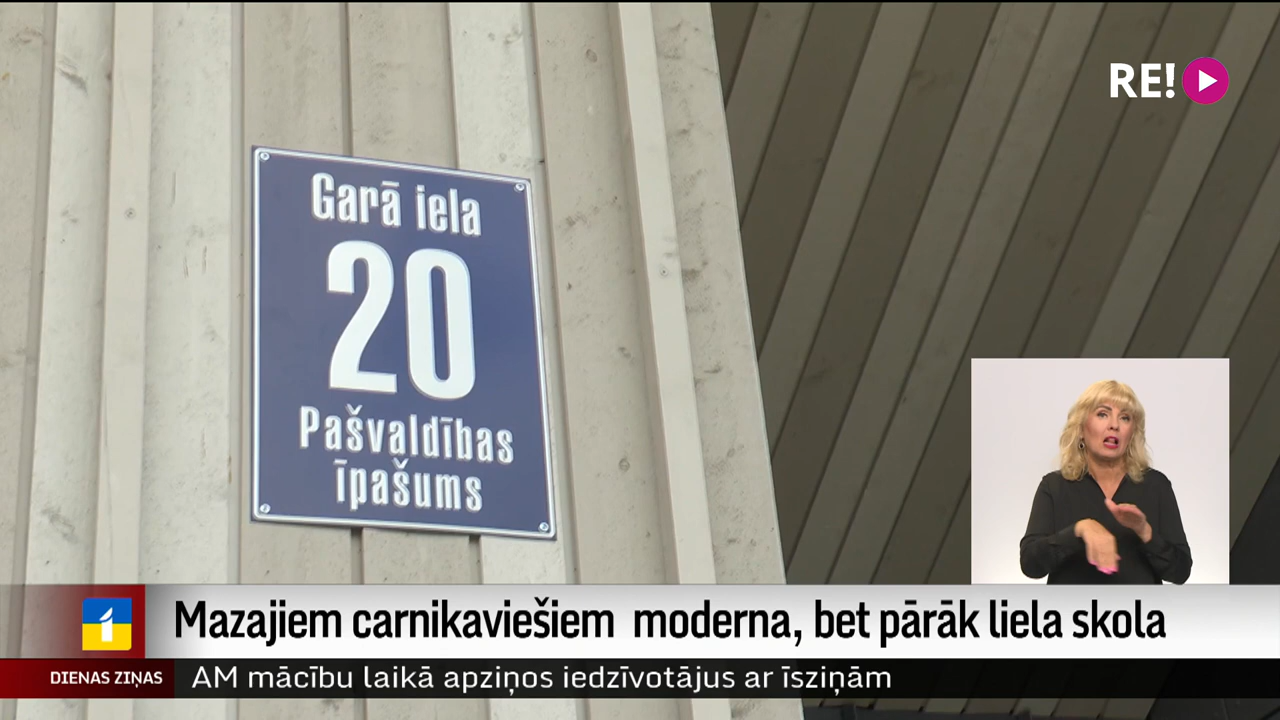 RE!
Garā iela
20
Pašvaldības
īpašums
1
Mazajiem carnikaviešiem moderna, bet pārāk liela skola
DIENAS ZIŅAS
AM mācību laikā apziņos iedzīvotājus ar īsziņām